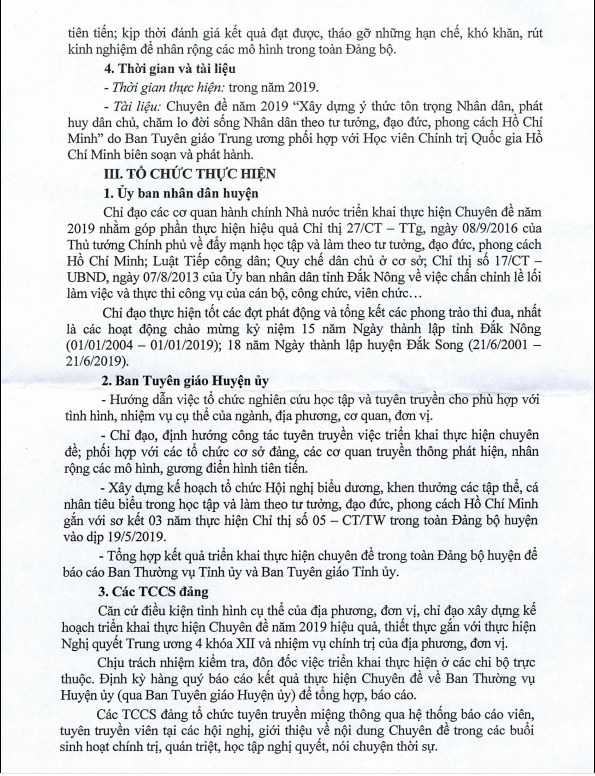 tiên tiến; kịp thời đánh giá kết quả đạt được, tháo gỡ những hạn chế, khó khăn, rút
kinh nghiệm để nhân rộng các mô hình trong toàn Đảng bộ.
4. Thời gian và tài liệu
- Thời gian thực hiện: trong năm 2019.
- Tài liệu: Chuyên đề năm 2019 “Xây dựng ý thức tôn trọng Nhân dân, phát
huy dân chủ, chăm lo đời sống Nhân dân theo tư tưởng, đạo đức, phong cách Hồ Chí
Minh” do Ban Tuyên giáo Trung ương phối hợp với Học viên Chính trị Quốc gia Hồ
Chí Minh biên soạn và phát hành.
III. TỔ CHỨC THỰC HIỆN
1. Ủy ban nhân dân huyện
Chỉ đạo các cơ quan hành chính Nhà nước triển khai thực hiện Chuyên đề năm
2019 nhằm góp phần thực hiện hiệu quả Chỉ thị 27/CT – TTg, ngày 08/9/2016 của
Thủ tướng Chính phủ về đẩy mạnh học tập và làm theo tư tưởng, đạo đức, phong cách
Hồ Chí Minh; Luật Tiếp công dân; Quy chế dân chủ ở cơ sở; Chỉ thị số 17/CT –
UBND, ngày 07/8/2013 của Ủy ban nhân dân tỉnh Đắk Nông về việc chấn chỉnh lề lối
làm việc và thực thi công vụ của cán bộ, công chức, viên chức…
Chỉ đạo thực hiện tốt các đợt phát động và tổng kết các phong trào thi đua, nhất
là các hoạt động chào mừng kỷ niệm 15 năm Ngày thành lập tỉnh Đắk Nông
(01/01/2004 – 01/01/2019); 18 năm Ngày thành lập huyện Đắk Song (21/6/2001 –
21/6/2019).
2. Ban Tuyên giáo Huyện ủy
- Hướng dẫn việc tổ chức nghiên cứu học tập và tuyên truyền cho phù hợp với
tình hình, nhiệm vụ cụ thể của ngành, địa phương, cơ quan, đơn vị.
- Chỉ đạo, định hướng công tác tuyên truyền việc triển khai thực hiện chuyên
đề; phối hợp với các tổ chức cơ sở đảng, các cơ quan truyền thông phát hiện, nhân
rộng các mô hình, gương điển hình tiên tiến.
- Xây dựng kế hoạch tổ chức Hội nghị biểu dương, khen thưởng các tập thể, cá
nhân tiêu biểu trong học tập và làm theo tư tưởng, đạo đức, phong cách Hồ Chí Minh
gắn với sơ kết 03 năm thực hiện Chỉ thị số 05 – CT/TW trong toàn Đảng bộ huyện
vào dịp 19/5/2019.
- Tổng hợp kết quả triển khai thực hiện chuyên đề trong toàn Đảng bộ huyện để
báo cáo Ban Thường vụ Tỉnh ủy và Ban Tuyên giáo Tỉnh ủy.
3. Các TCCS đảng
Căn cứ điều kiện tình hình cụ thể của địa phương, đơn vị, chỉ đạo xây dựng kế
hoạch triển khai thực hiện Chuyên đề năm 2019 hiệu quả, thiết thực gắn với thực hiện
Nghị quyết Trung ương 4 khóa XII và nhiệm vụ chính trị của địa phương, đơn vị.
Chịu trách nhiệm kiểm tra, đôn đốc việc triển khai thực hiện ở các chi bộ trực
thuộc. Định kỳ hàng quý báo cáo kết quả thực hiện Chuyên đề về Ban Thường vụ
Huyện ủy (qua Ban Tuyên giáo Huyện ủy) để tổng hợp, báo cáo.
Các TCCS đảng tổ chức tuyên truyền miệng thông qua hệ thống báo cáo viên,
tuyên truyền viên tại các hội nghị, giới thiệu về nội dung Chuyên đề trong các buổi
sinh hoạt chính trị, quán triệt, học tập nghị quyết, nói chuyện thời sự.